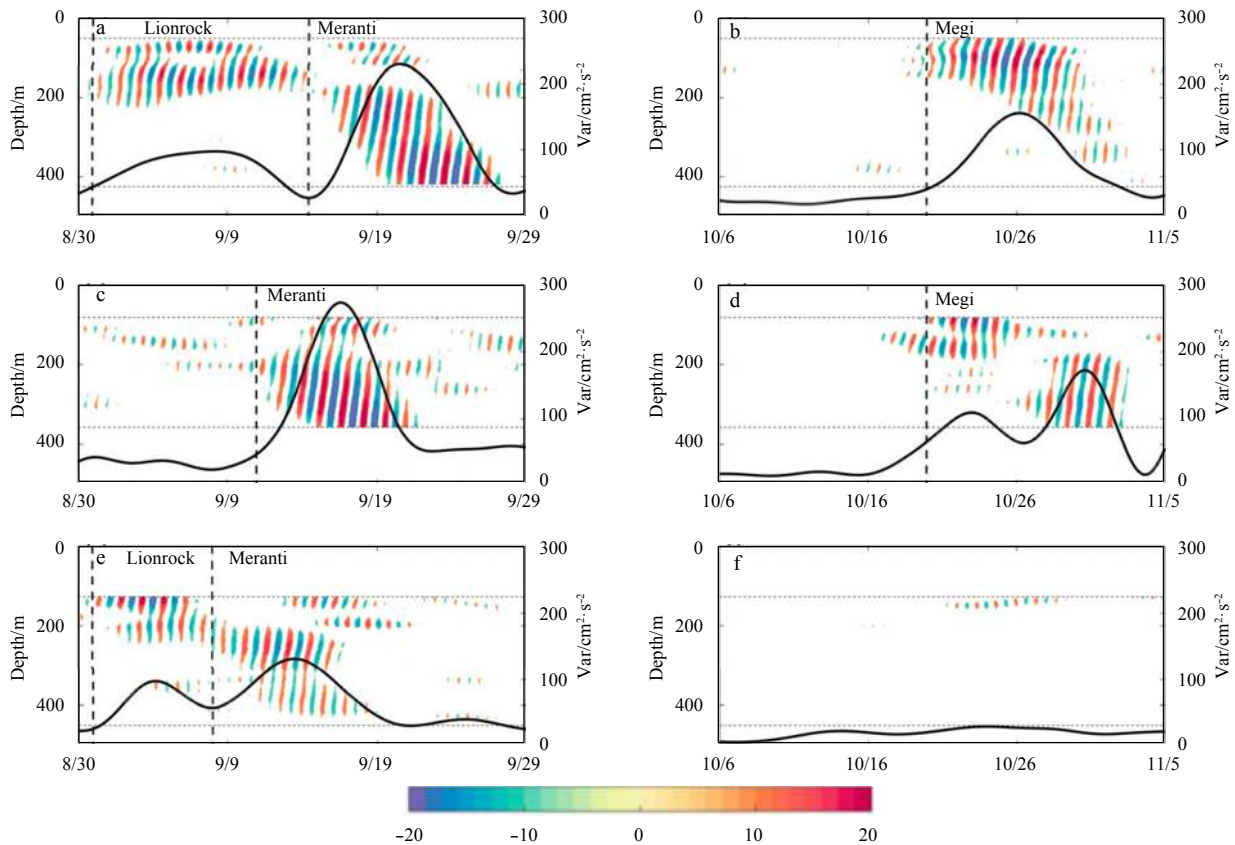 a Lionrock Meranti
0 300
200 200
400 100
0
Depth/m
Var/cm²·s⁻²
8/30 9/9 9/19 9/29
b Megi
0 300
200 200
400 100
0
Depth/m
Var/cm²·s⁻²
10/6 10/16 10/26 11/5
c Meranti
0 300
200 200
400 100
0
Depth/m
Var/cm²·s⁻²
8/30 9/9 9/19 9/29
d Megi
0 300
200 200
400 100
0
Depth/m
Var/cm²·s⁻²
10/6 10/16 10/26 11/5
e Lionrock Meranti
0 300
200 200
400 100
0
Depth/m
Var/cm²·s⁻²
8/30 9/9 9/19 9/29
f
0 300
200 200
400 100
0
Depth/m
Var/cm²·s⁻²
10/6 10/16 10/26 11/5
−20 −10 0 10 20